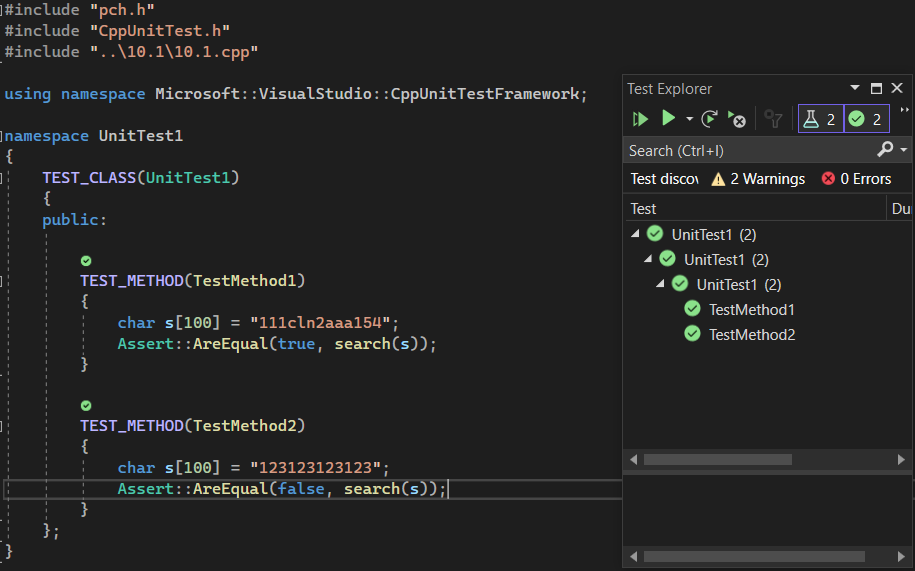 #include "pch.h"
#include "CppUnitTest.h"
#include "..\10.1\10.1.cpp"
using namespace Microsoft::VisualStudio::CppUnitTestFramework;
namespace UnitTest1
{
TEST_CLASS(UnitTest1)
{
public:
TEST_METHOD(TestMethod1)
{
char s[100] = "111cln2aaa154";
Assert::AreEqual(true, search(s));
}
TEST_METHOD(TestMethod2)
{
char s[100] = "123123123123";
Assert::AreEqual(false, search(s));
}
};
}
Test Explorer
2 2
Search (Ctrl+I)
Test discov 2 Warnings 0 Errors
Test Du
UnitTest1 (2)
UnitTest1 (2)
UnitTest1 (2)
TestMethod1
TestMethod2